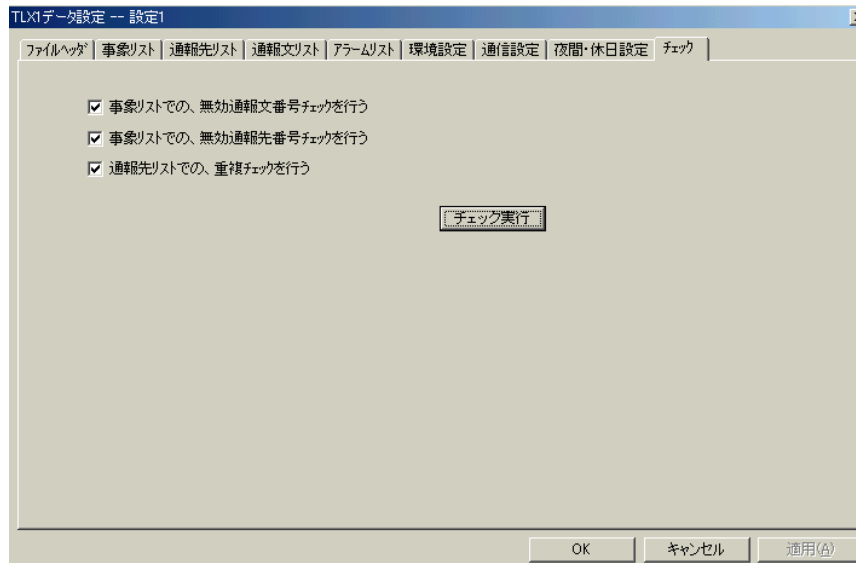 TLX1データ設定 -- 設定1
ファイルヘッダ 事象リスト 通報先リスト 通報文リスト アラームリスト 環境設定 通信設定 夜間・休日設定 チェック
事象リストでの、無効通報文番号チェックを行う
事象リストでの、無効通報先番号チェックを行う
通報先リストでの、重複チェックを行う
チェック実行
OK キャンセル 適用(A)